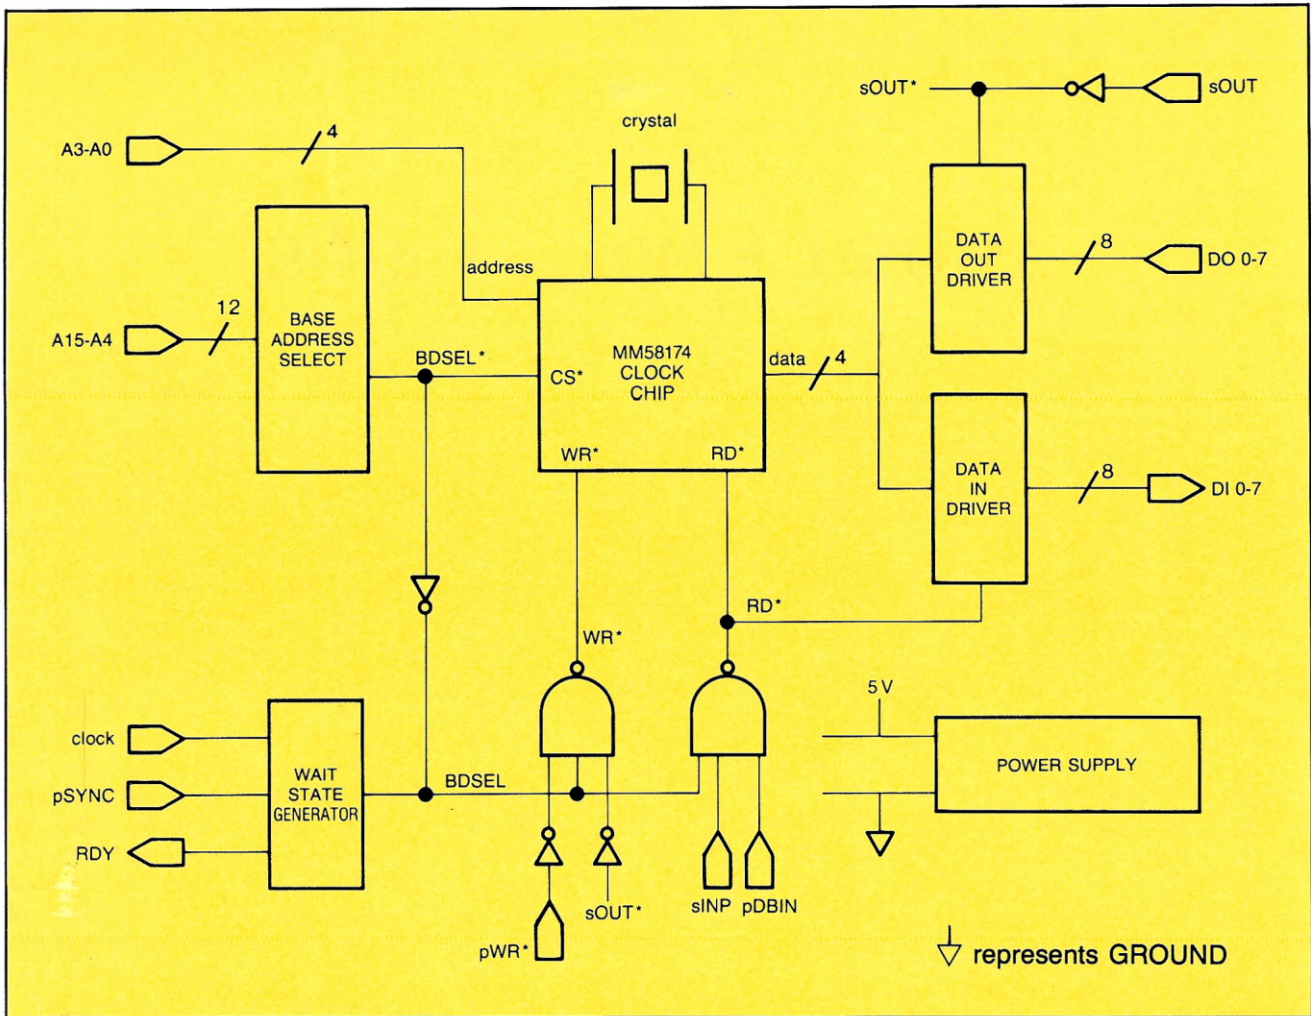 sOUT*
sOUT
crystal
4
A3-A0
DATA
OUT
DRIVER
8
DO 0-7
address
12
A15-A4
BASE
ADDRESS
SELECT
BDSEL*
CS*
MM58174
CLOCK
CHIP
data
4
WR*
RD*
DATA
IN
DRIVER
8
DI 0-7
RD*
WR*
5 V
clock
pSYNC
RDY
WAIT
STATE
GENERATOR
BDSEL
POWER SUPPLY
sOUT*
sINP
pDBIN
pWR*
represents GROUND